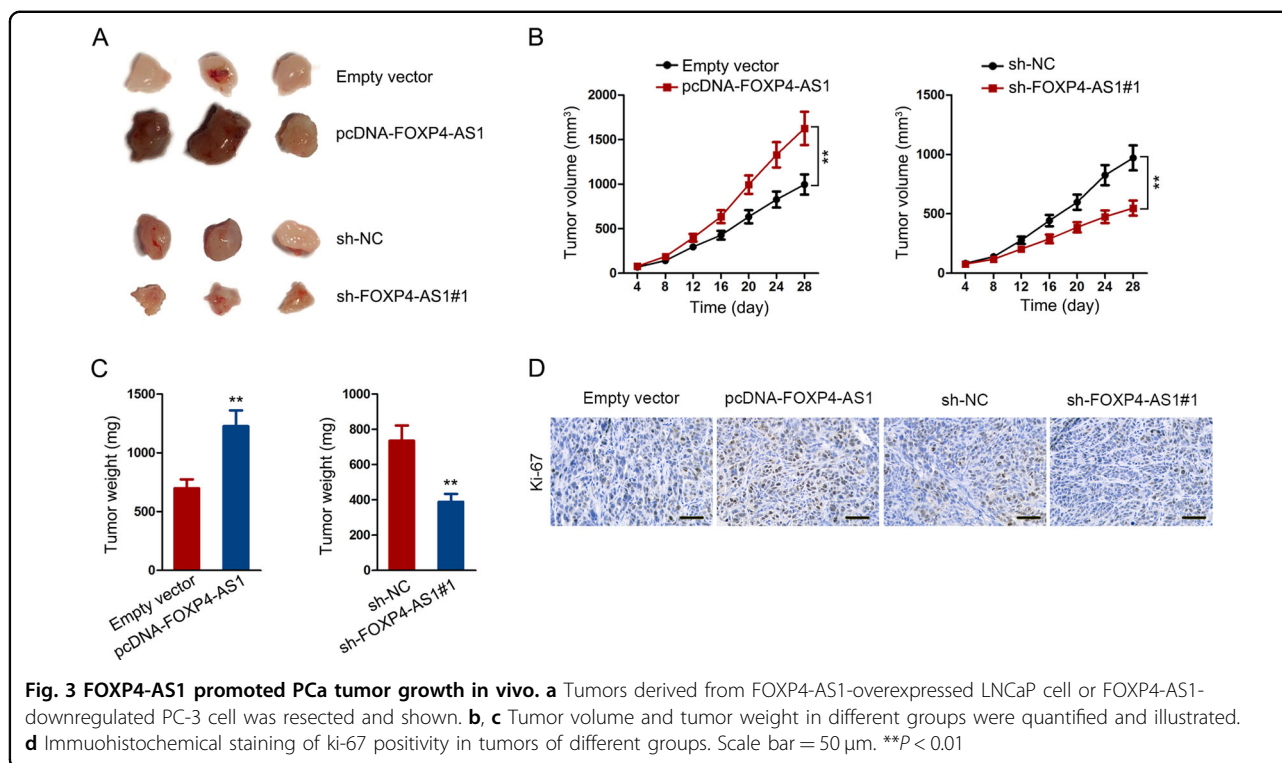 A
Empty vector
pcDNA-FOXP4-AS1
sh-NC
sh-FOXP4-AS1#1
B
Empty vector
pcDNA-FOXP4-AS1
Tumor volume (mm³)
2000
1500
1000
500
0
4 8 12 16 20 24 28
Time (day)
**
sh-NC
sh-FOXP4-AS1#1
Tumor volume (mm³)
1500
1000
500
0
4 8 12 16 20 24 28
Time (day)
**
C
Tumor weight (mg)
1500
1000
500
0
**
Empty vector
pcDNA-FOXP4-AS1
Tumor weight (mg)
1000
800
600
400
200
0
**
sh-NC
sh-FOXP4-AS1#1
D
Empty vector pcDNA-FOXP4-AS1 sh-NC sh-FOXP4-AS1#1
Ki-67
Fig. 3 FOXP4-AS1 promoted PCa tumor growth in vivo. a Tumors derived from FOXP4-AS1-overexpressed LNCaP cell or FOXP4-AS1-
downregulated PC-3 cell was resected and shown. b, c Tumor volume and tumor weight in different groups were quantified and illustrated.
d Immuohistochemical staining of ki-67 positivity in tumors of different groups. Scale bar = 50 μm. **P < 0.01